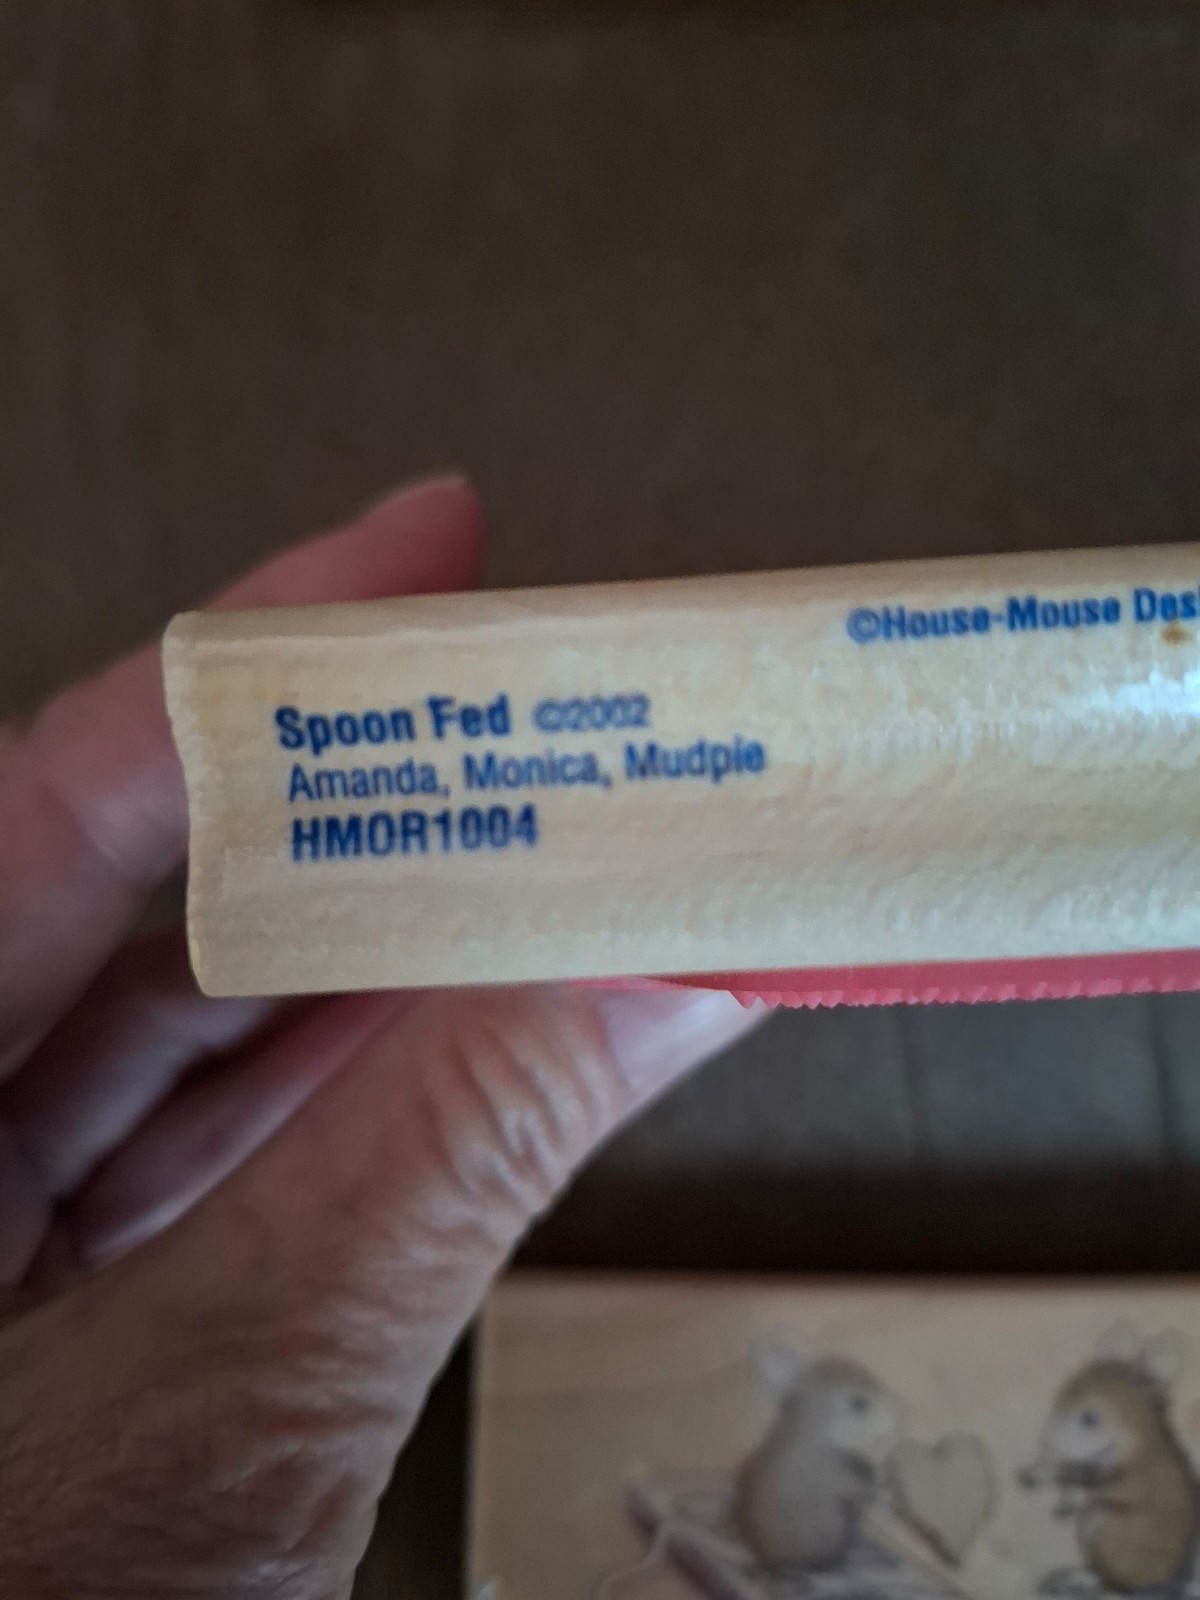 ©House-Mouse
Spoon Fed ©2002
Amanda, Monica, Mudpie
HMOR1004